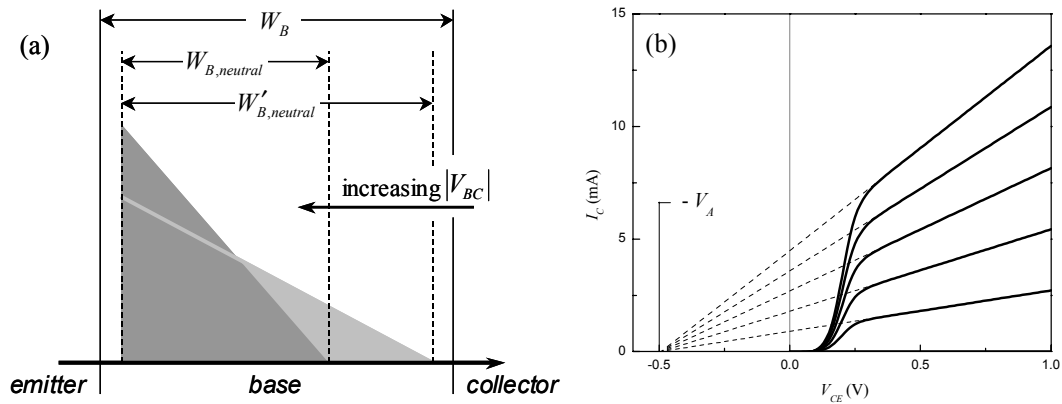 (a)
W_B
W_B,neutral
W′_B,neutral
increasing |V_BC|
emitter
base
collector
(b)
15
10
5
0
I_C (mA)
- V_A
-0.5
0.0
0.5
1.0
V_CE (V)